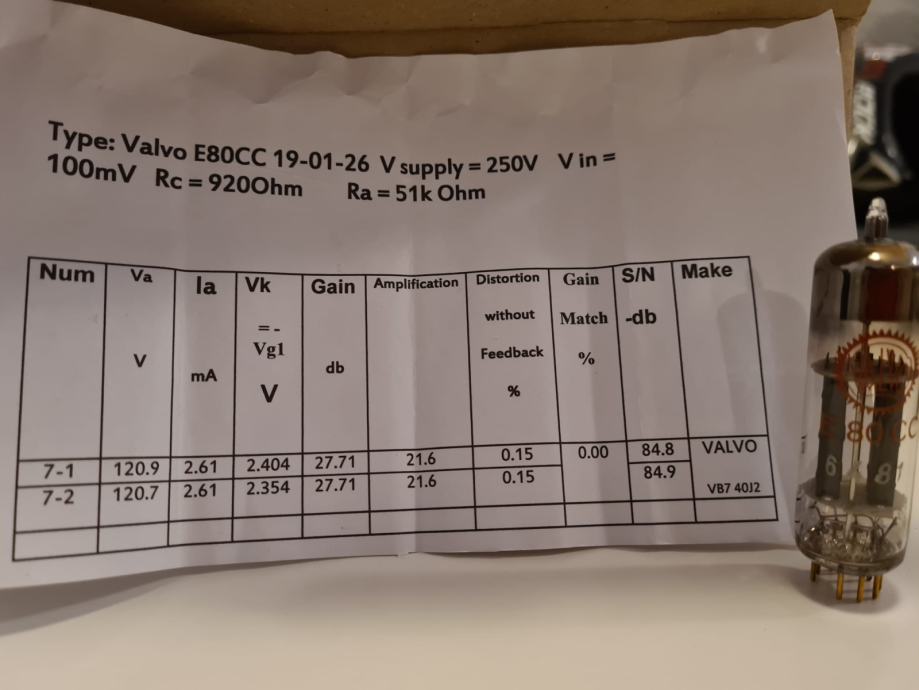 Type: Valvo E80CC 19-01-26 V supply = 250V V in =
100mV Rc = 920Ohm Ra = 51k Ohm
Num Va Ia Vk Gain Amplification Distortion Gain S/N Make
= - without Match -db
Vg1 Feedback
V mA V db % %
7-1 120.9 2.61 2.404 27.71 21.6 0.15 0.00 84.8 VALVO
7-2 120.7 2.61 2.354 27.71 21.6 0.15 84.9 VB7 40J2
E80CC
6 81